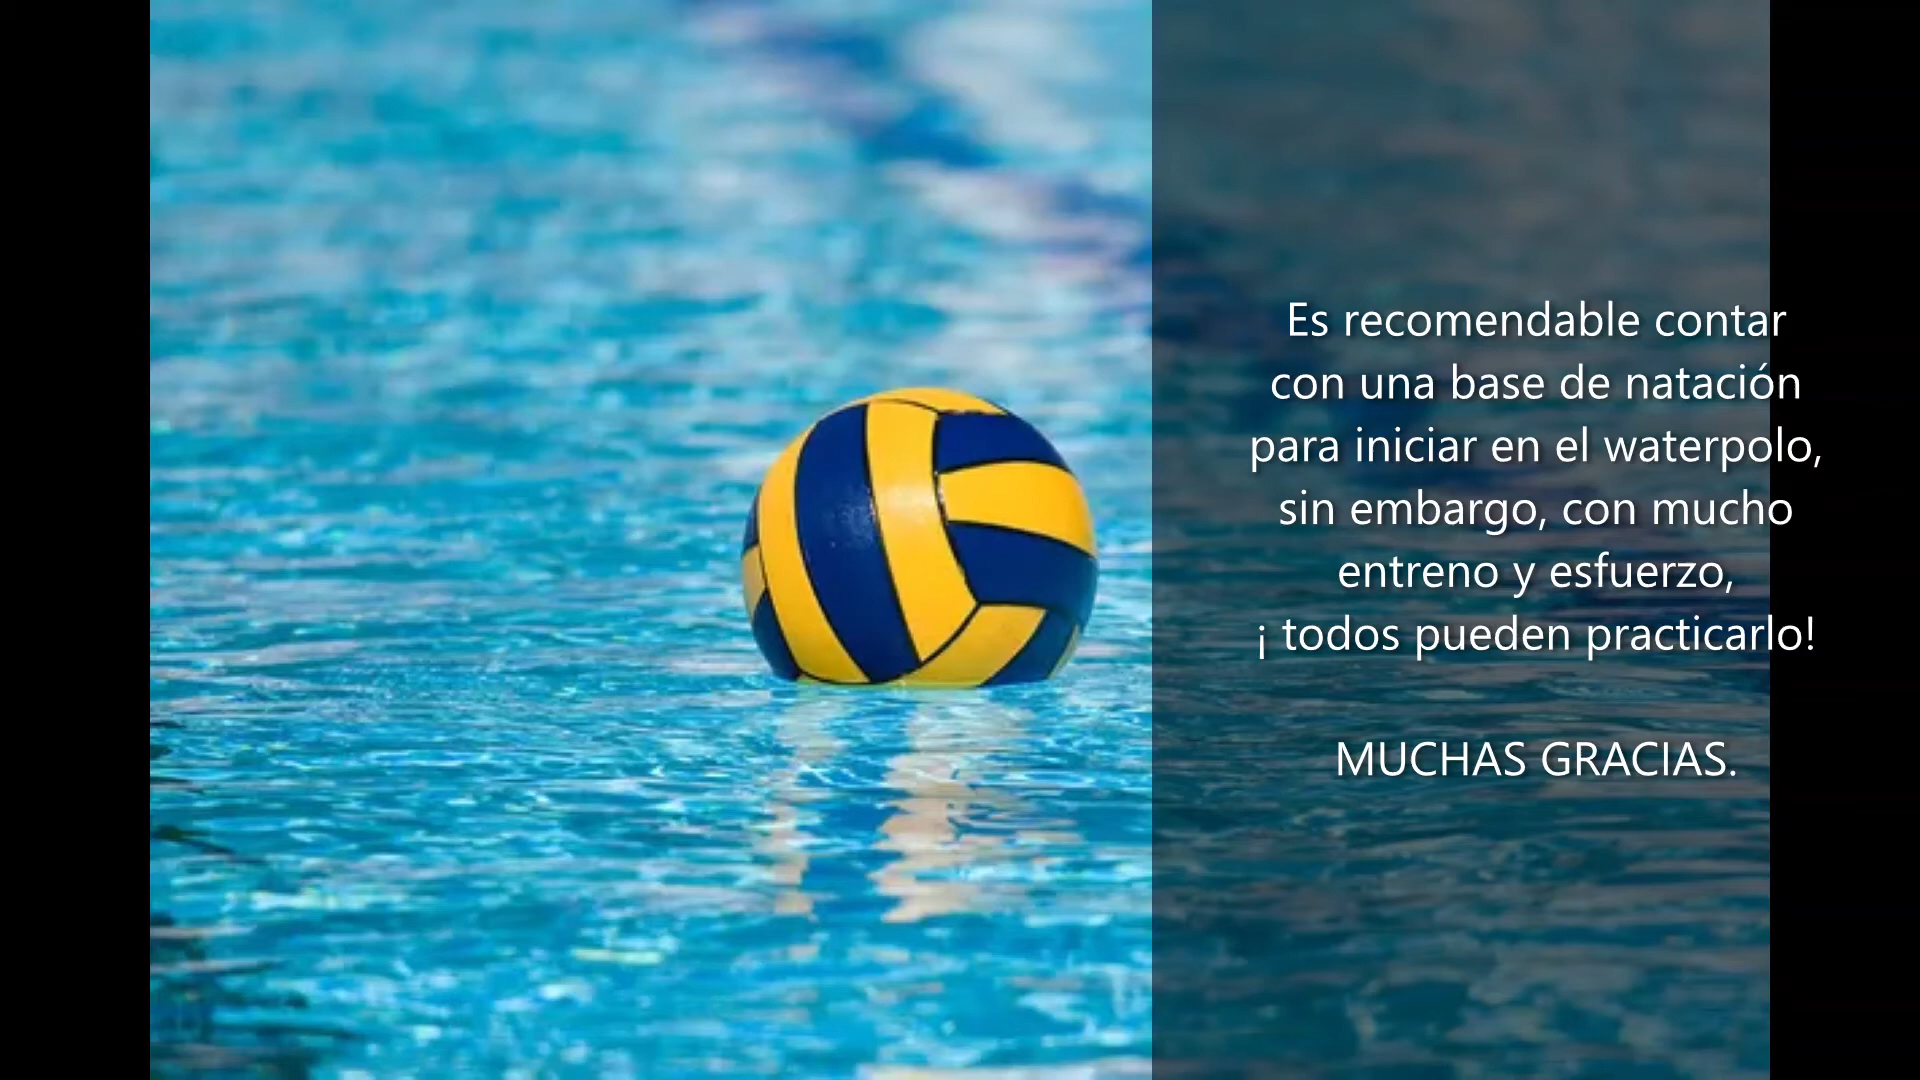 Es recomendable contar
con una base de natación
para iniciar en el waterpolo,
sin embargo, con mucho
entreno y esfuerzo,
¡ todos pueden practicarlo!
MUCHAS GRACIAS.